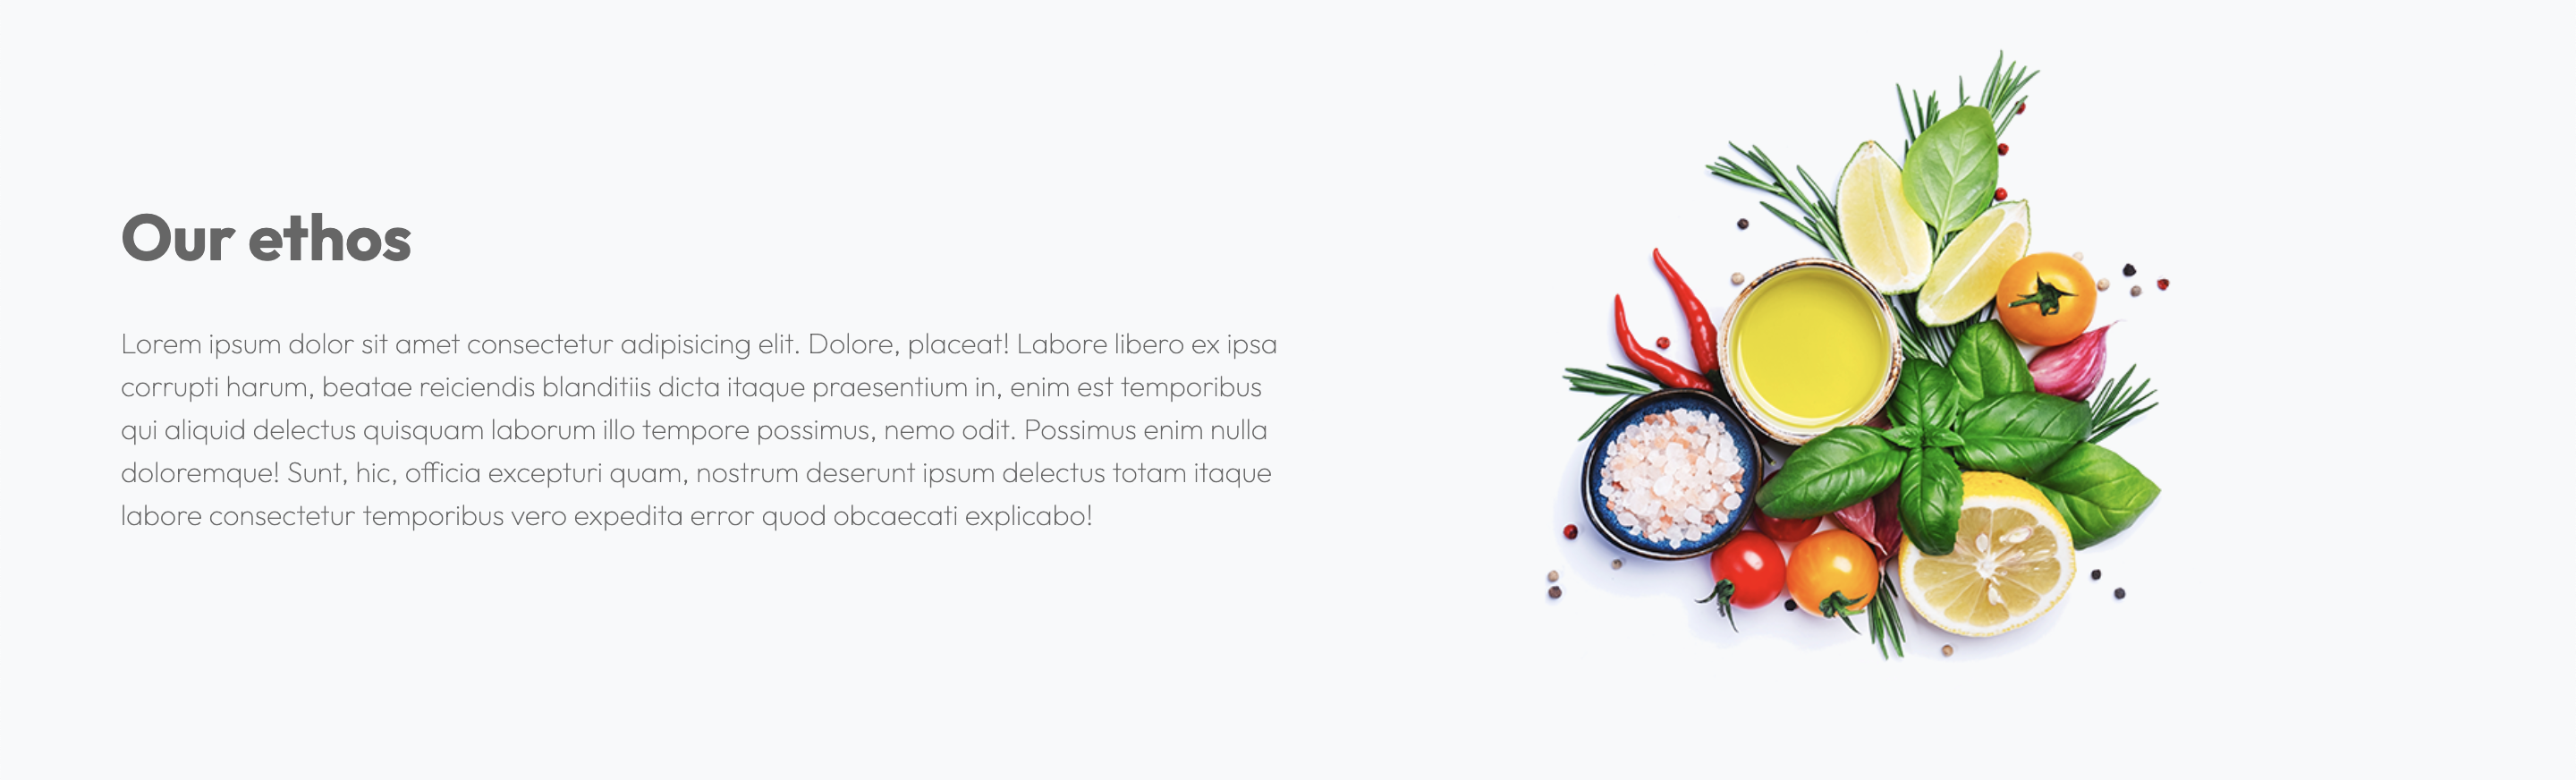 Our ethos
Lorem ipsum dolor sit amet consectetur adipisicing elit. Dolore, placeat! Labore libero ex ipsa
corrupti harum, beatae reiciendis blanditiis dicta itaque praesentium in, enim est temporibus
qui aliquid delectus quisquam laborum illo tempore possimus, nemo odit. Possimus enim nulla
doloremque! Sunt, hic, officia excepturi quam, nostrum deserunt ipsum delectus totam itaque
labore consectetur temporibus vero expedita error quod obcaecati explicabo!